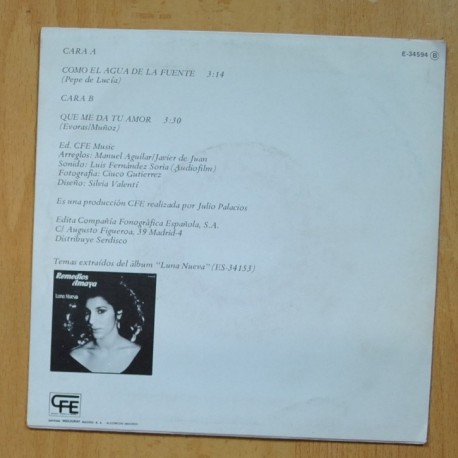 E-34594 B
CARA A
COMO EL AGUA DE LA FUENTE 3:14
(Pepe de Lucía)
CARA B
QUE ME DA TU AMOR 3:30
(Evoras/Muñoz)
Ed. CFE Music
Arreglos: Manuel Aguilar/Javier de Juan
Sonido: Luis Fernández Soria (Audiofilm)
Fotografía: Ciuco Gutierrez
Diseño: Silvia Valentí
Es una producción CFE realizada por Julio Palacios
Edita Compañía Fonográfica Española, S.A.
C/ Augusto Figueroa, 39 Madrid-4
Distribuye Serdisco
Temas extraídos del álbum "Luna Nueva" (ES-34153)
Remedios
Amaya
Luna Nueva
CFE